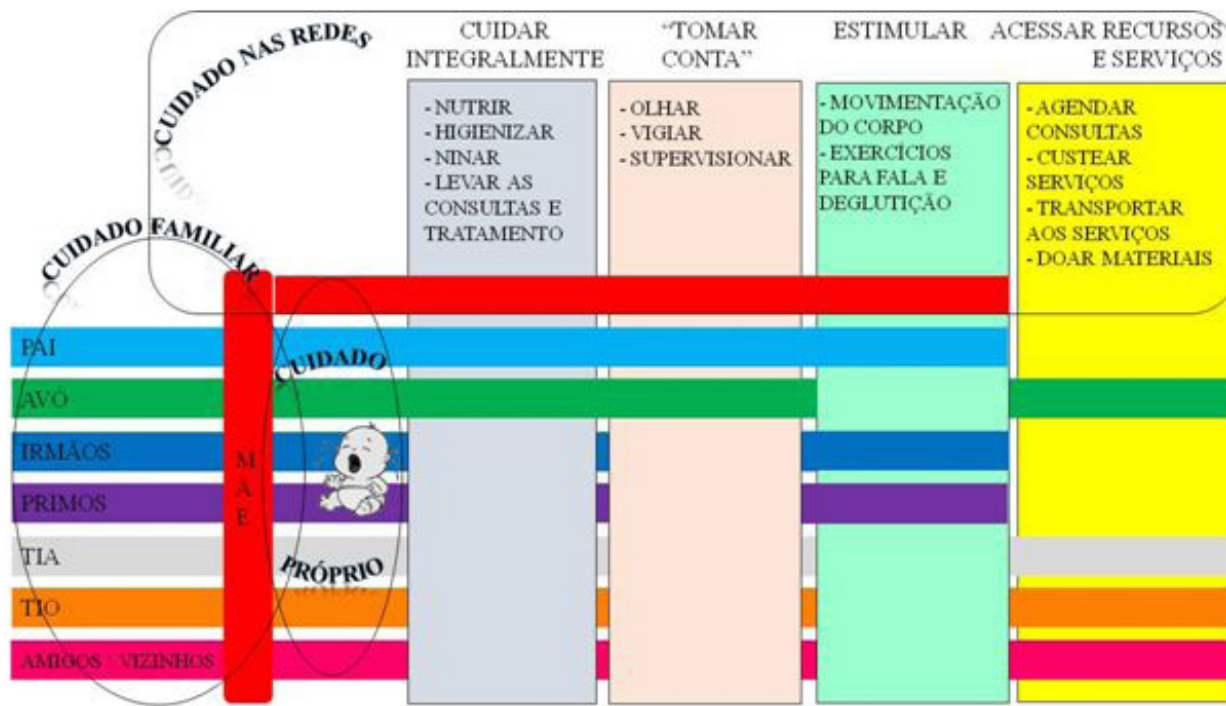 CUIDADO NAS REDES
CUIDAR
INTEGRALMENTE
"TOMAR
CONTA"
ESTIMULAR
ACESSAR RECURSOS
E SERVIÇOS
- NUTRIR
- HIGIENIZAR
- NINAR
- LEVAR AS
CONSULTAS E
TRATAMENTO
- OLHAR
- VIGIAR
- SUPERVISIONAR
- MOVIMENTAÇÃO
DO CORPO
- EXERCÍCIOS
PARA FALA E
DEGLUTIÇÃO
- AGENDAR
CONSULTAS
- CUSTEAR
SERVIÇOS
- TRANSPORTAR
AOS SERVIÇOS
- DOAR MATERIAIS
CUIDADO FAMILIAR
MÃE
CUIDADO
PRÓPRIO
PAI
AVÓ
IRMÃOS
PRIMOS
TIA
TIO
AMIGOS / VIZINHOS